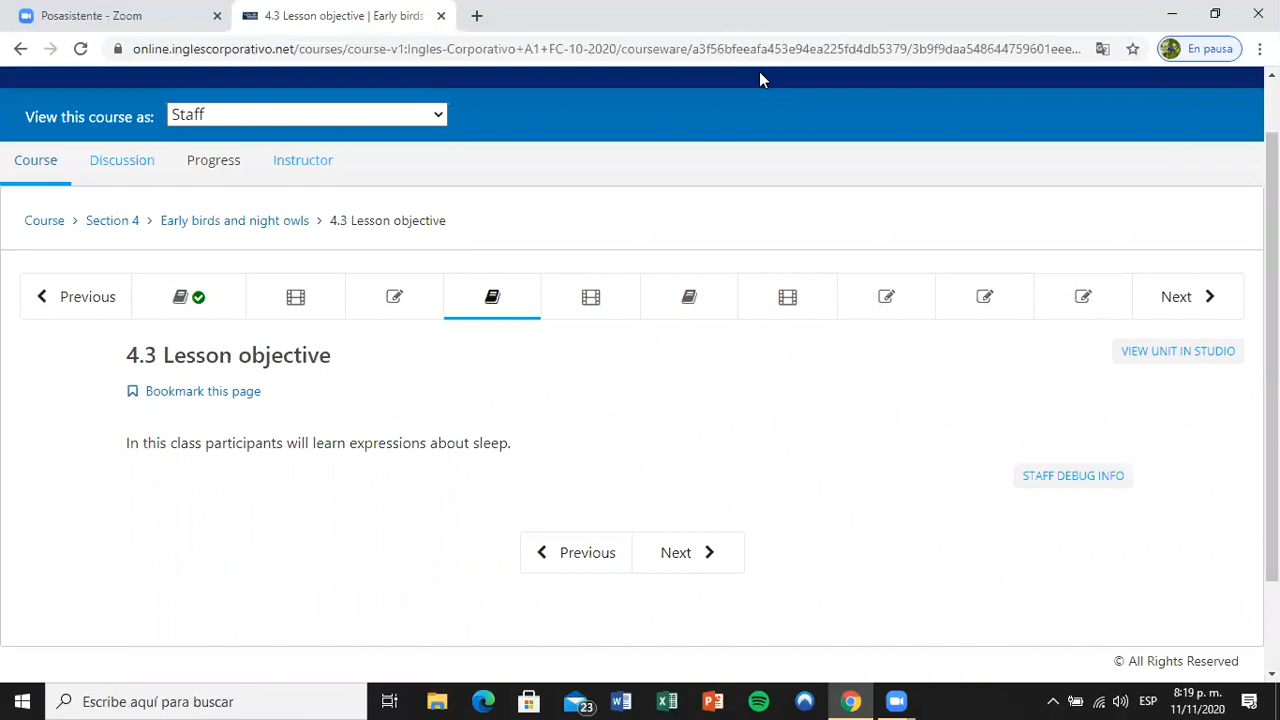 Posasistente - Zoom
4.3 Lesson objective | Early birds
online.inglescorporativo.net/courses/course-v1:Ingles-Corporativo+A1+FC-10-2020/courseware/a3f56bfeeafa453e94ea225fd4db5379/3b9f9daa548644759601eee...
En pausa
View this course as:
Staff
Course
Discussion
Progress
Instructor
Course > Section 4 > Early birds and night owls > 4.3 Lesson objective
Previous
Next
4.3 Lesson objective
VIEW UNIT IN STUDIO
Bookmark this page
In this class participants will learn expressions about sleep.
STAFF DEBUG INFO
Previous
Next
© All Rights Reserved
Escribe aquí para buscar
23
ESP
8:19 p. m.
11/11/2020